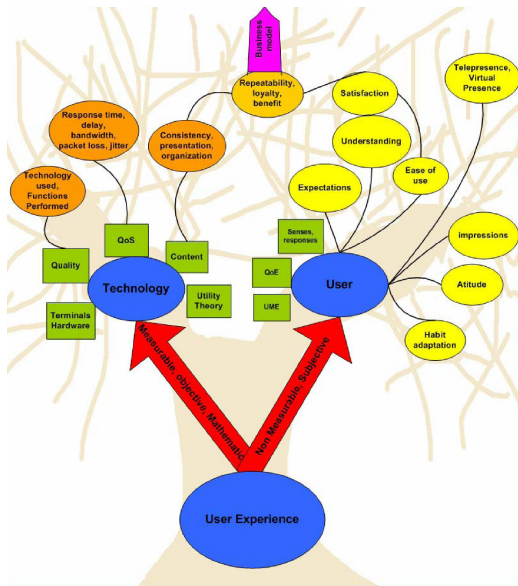 Business
model
Repeatability,
loyalty,
benefit
Telepresence,
Virtual
Presence
Satisfaction
Response time,
delay,
bandwidth,
packet loss, jitter
Consistency,
presentation,
organization
Understanding
Ease of
use
Technology
used,
Functions
Performed
Expectations
Senses,
responses
QoS
Content
Quality
impressions
QoE
Technology
User
Atitude
Utility
Theory
UME
Terminals
Hardware
Habit
adaptation
Measurable, objective, Mathematic
Non Measurable, Subjective
User Experience